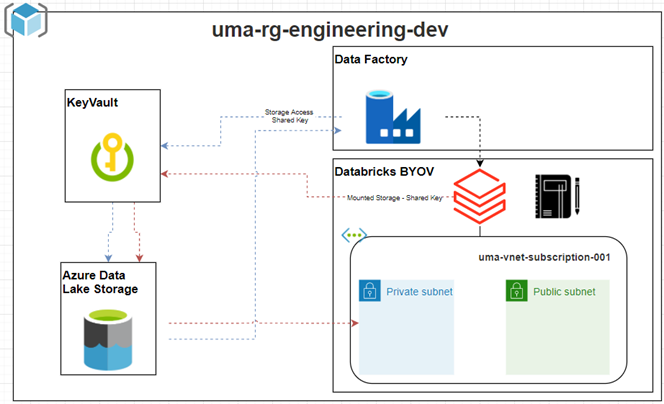 uma-rg-engineering-dev
Data Factory
KeyVault
Storage Access
Shared Key
Databricks BYOV
Mounted Storage - Shared Key
uma-vnet-subscription-001
Azure Data
Lake Storage
Private subnet
Public subnet